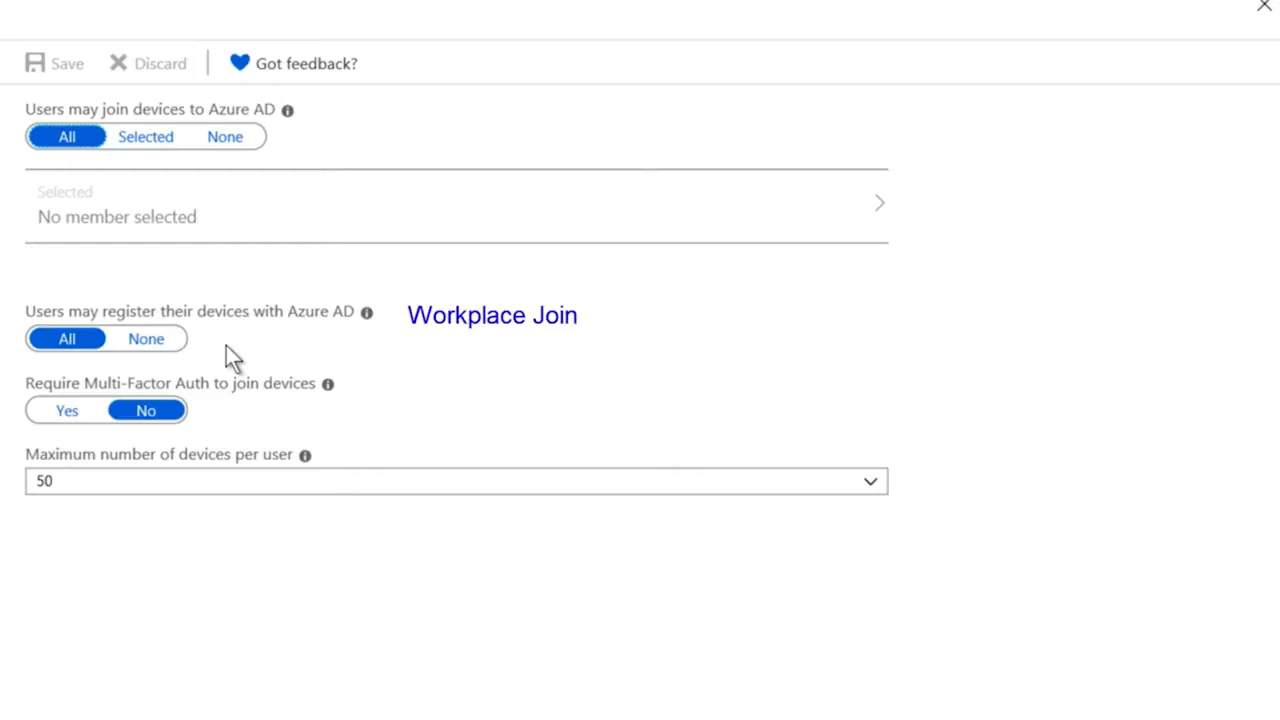 Save Discard Got feedback?
Users may join devices to Azure AD
All Selected None
Selected
No member selected
Users may register their devices with Azure AD Workplace Join
All None
Require Multi-Factor Auth to join devices
Yes No
Maximum number of devices per user
50